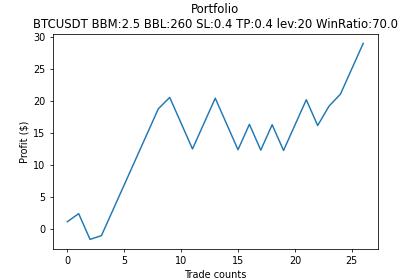 Portfolio
BTCUSDT BBM:2.5 BBL:260 SL:0.4 TP:0.4 lev:20 WinRatio:70.0
30
25
20
15
10
5
0
Profit ($)
0 5 10 15 20 25
Trade counts